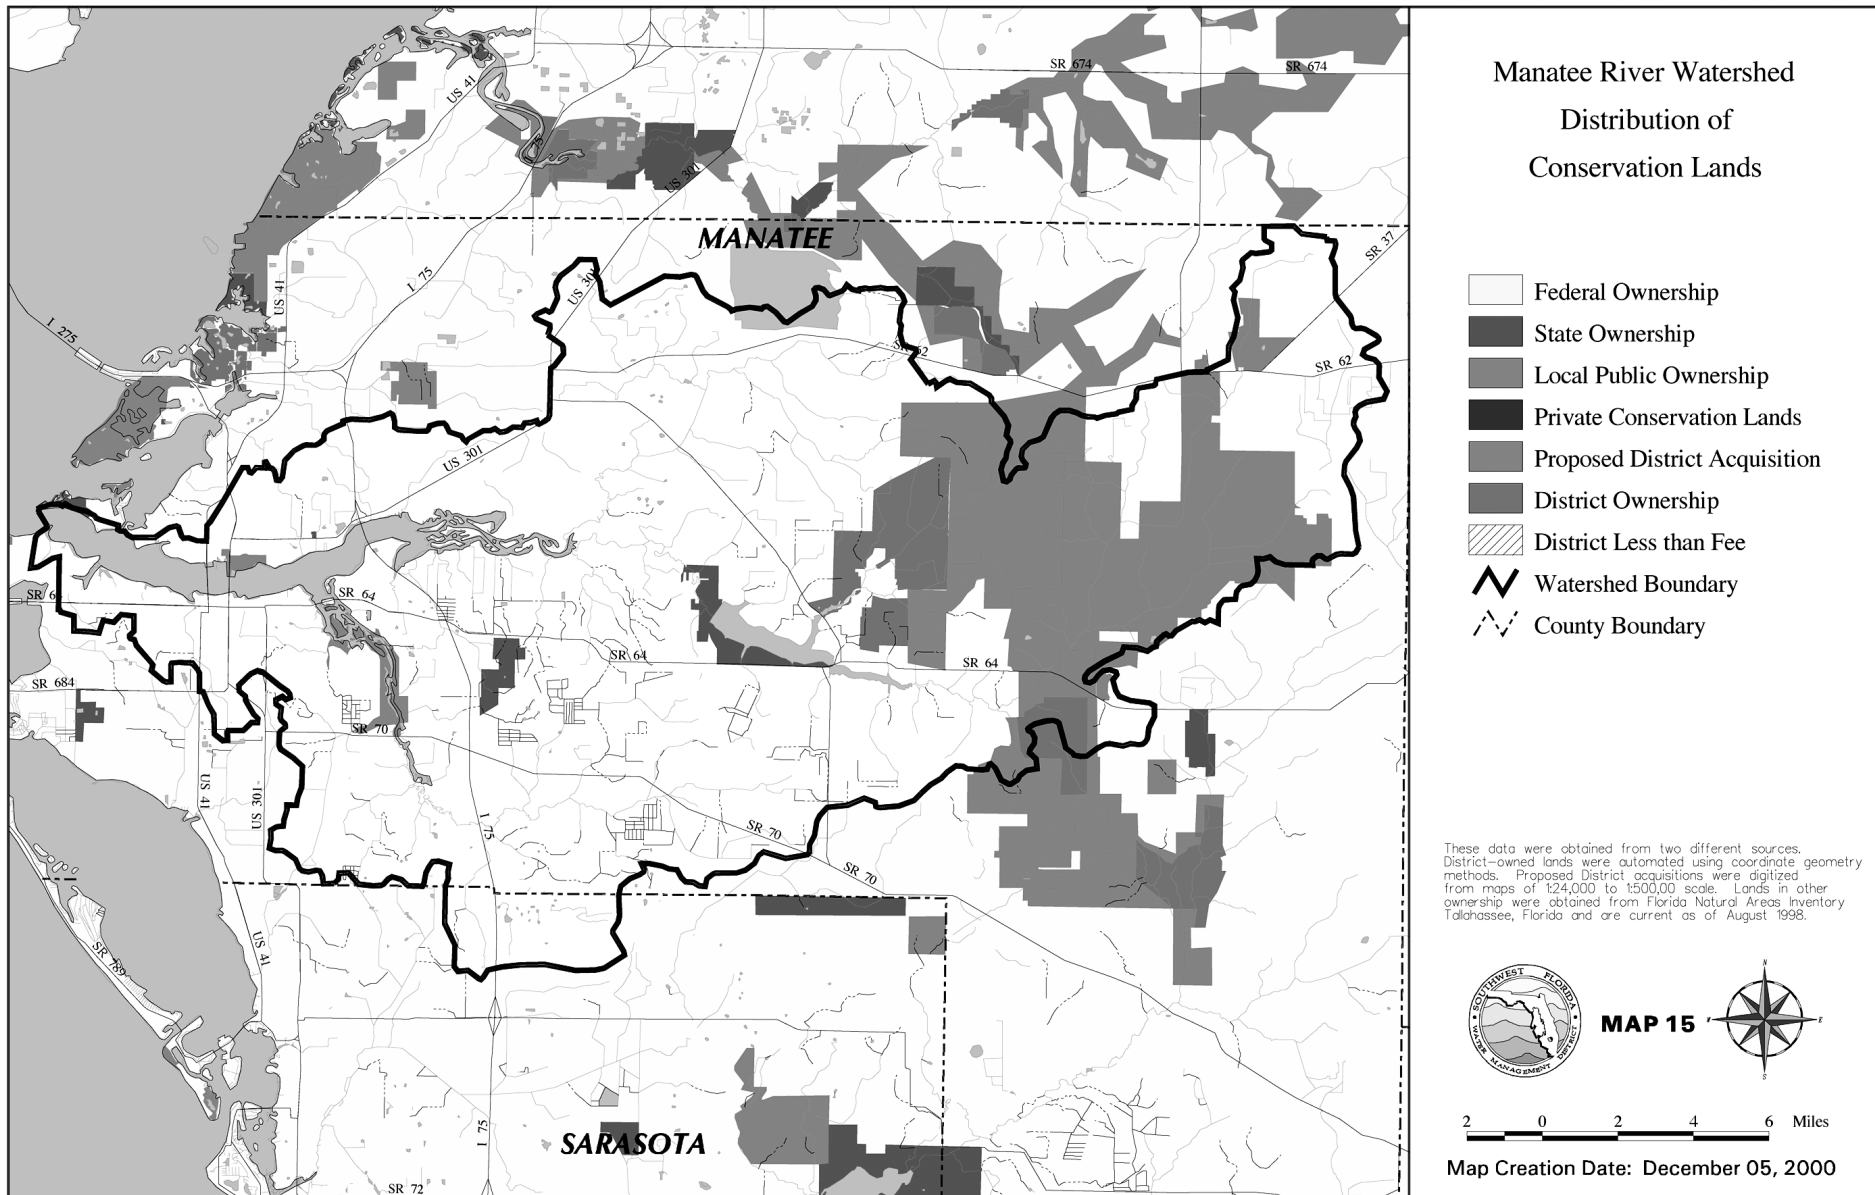 Manatee River Watershed
Distribution of
Conservation Lands
Federal Ownership
State Ownership
Local Public Ownership
Private Conservation Lands
Proposed District Acquisition
District Ownership
District Less than Fee
Watershed Boundary
County Boundary
These data were obtained from two different sources.
District-owned lands were automated using coordinate geometry
methods. Proposed District acquisitions were digitized
from maps of 1:24,000 to 1:500,00 scale. Lands in other
ownership were obtained from Florida Natural Areas Inventory
Tallahassee, Florida and are current as of August 1998.
SOUTHWEST FLORIDA
WATER MANAGEMENT DISTRICT
MAP 15
N
E
S
2 0 2 4 6 Miles
Map Creation Date: December 05, 2000
SR 674
SR 674
US 41
I 75
US 301
MANATEE
SR 37
I 75
US 41
US 301
I 275
SR 62
SR 62
US 301
SR 64
SR 64
SR 64
SR 684
SR 70
US 41
US 301
I 75
SR 70
SR 70
US 41
SR 789
I 75
SARASOTA
SR 72